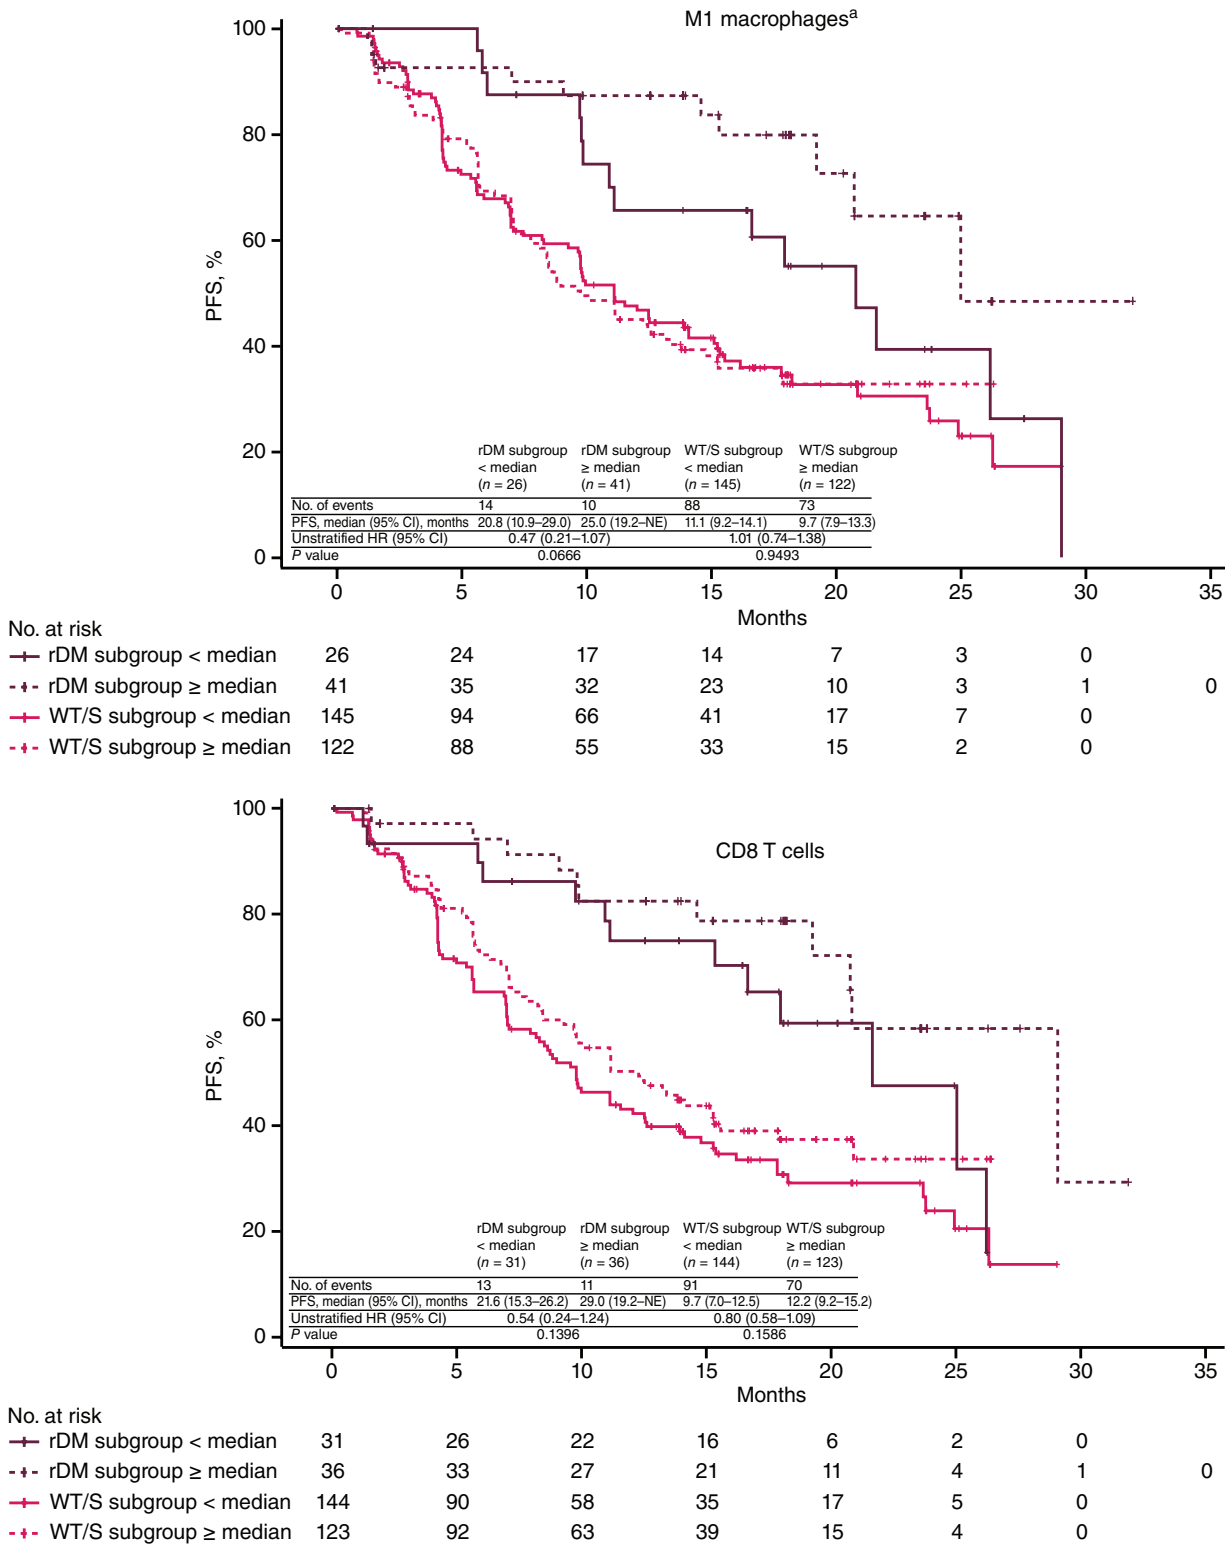 M1 macrophagesᵃ
100
80
60
40
20
0
PFS, %
rDM subgroup rDM subgroup WT/S subgroup WT/S subgroup
< median ≥ median < median ≥ median
(n = 26) (n = 41) (n = 145) (n = 122)
No. of events 14 10 88 73
PFS, median (95% CI), months 20.8 (10.9–29.0) 25.0 (19.2–NE) 11.1 (9.2–14.1) 9.7 (7.9–13.3)
Unstratified HR (95% CI) 0.47 (0.21–1.07) 1.01 (0.74–1.38)
P value 0.0666 0.9493
0 5 10 15 20 25 30 35
Months
No. at risk
rDM subgroup < median 26 24 17 14 7 3 0
rDM subgroup ≥ median 41 35 32 23 10 3 1 0
WT/S subgroup < median 145 94 66 41 17 7 0
WT/S subgroup ≥ median 122 88 55 33 15 2 0
CD8 T cells
100
80
60
40
20
0
PFS, %
rDM subgroup rDM subgroup WT/S subgroup WT/S subgroup
< median ≥ median < median ≥ median
(n = 31) (n = 36) (n = 144) (n = 123)
No. of events 13 11 91 70
PFS, median (95% CI), months 21.6 (15.3–26.2) 29.0 (19.2–NE) 9.7 (7.0–12.5) 12.2 (9.2–15.2)
Unstratified HR (95% CI) 0.54 (0.24–1.24) 0.80 (0.58–1.09)
P value 0.1396 0.1586
0 5 10 15 20 25 30 35
Months
No. at risk
rDM subgroup < median 31 26 22 16 6 2 0
rDM subgroup ≥ median 36 33 27 21 11 4 1 0
WT/S subgroup < median 144 90 58 35 17 5 0
WT/S subgroup ≥ median 123 92 63 39 15 4 0